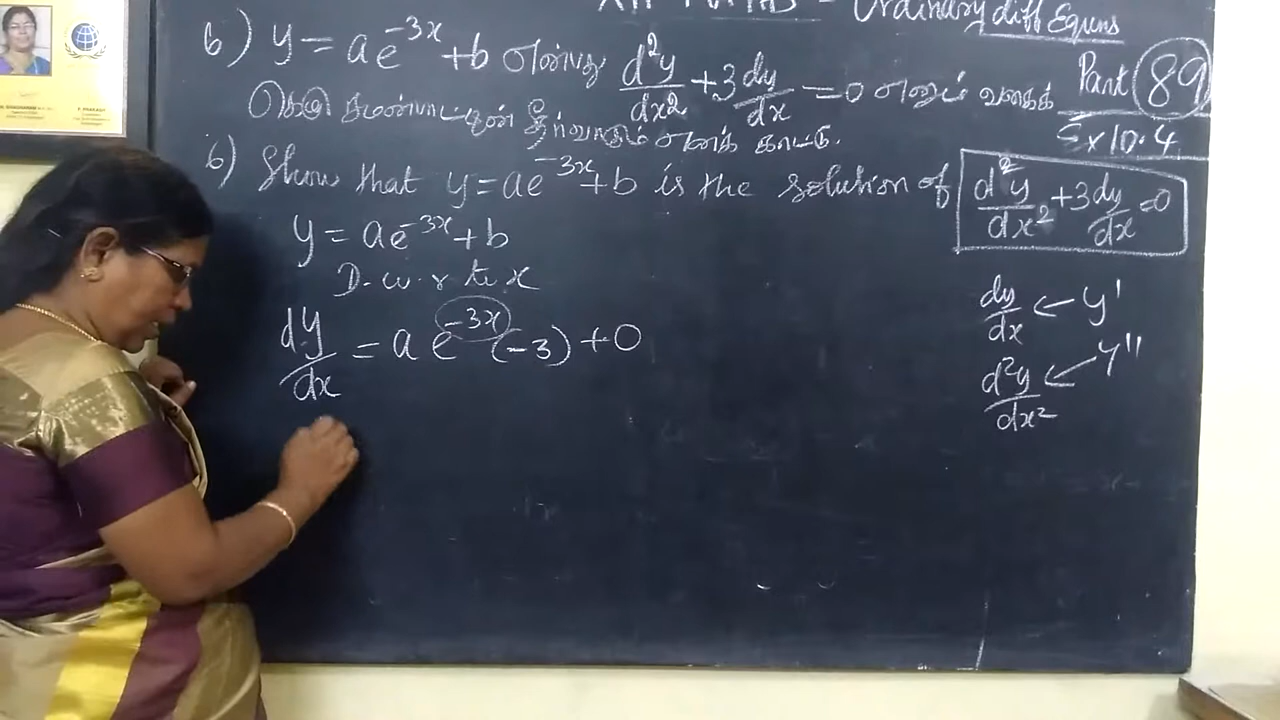 XII MATHS - Ordinary diff Equns
Part 89
Ex 10.4
6) y = ae^{-3x} + b என்பது d²y/dx² + 3 dy/dx = 0 எனும் வகைக்
கெழு சமன்பாட்டின் தீர்வாகும் எனக் காட்டு.
6) Show that y = ae^{-3x} + b is the solution of d²y/dx² + 3 dy/dx = 0
y = ae^{-3x} + b
D. w. r to x
dy/dx = a e^{-3x} (-3) + 0
dy/dx ← y'
d²y/dx² ← y''